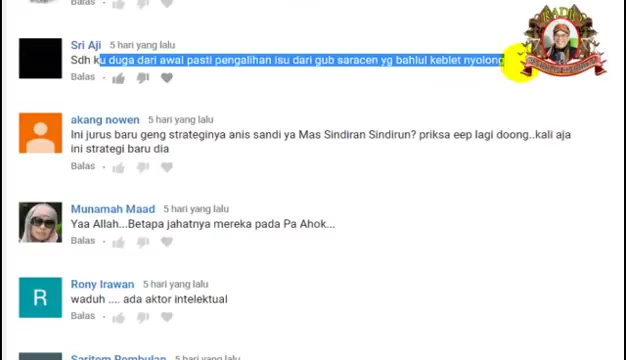 Balas
Sri Aji 5 hari yang lalu
Sdh ku duga dari awal pasti pengalihan isu dari gub saracen yg bahlul keblet nyolong
Balas
akang nowen 5 hari yang lalu
Ini jurus baru geng strateginya anis sandi ya Mas Sindiran Sindirun? priksa eep lagi doong..kali aja
ini strategi baru dia
Balas
Munamah Maad 5 hari yang lalu
Yaa Allah...Betapa jahatnya mereka pada Pa Ahok...
Balas
Rony Irawan 5 hari yang lalu
R
waduh .... ada aktor intelektual
Balas
Saritem Pembulan 5 hari yang lalu